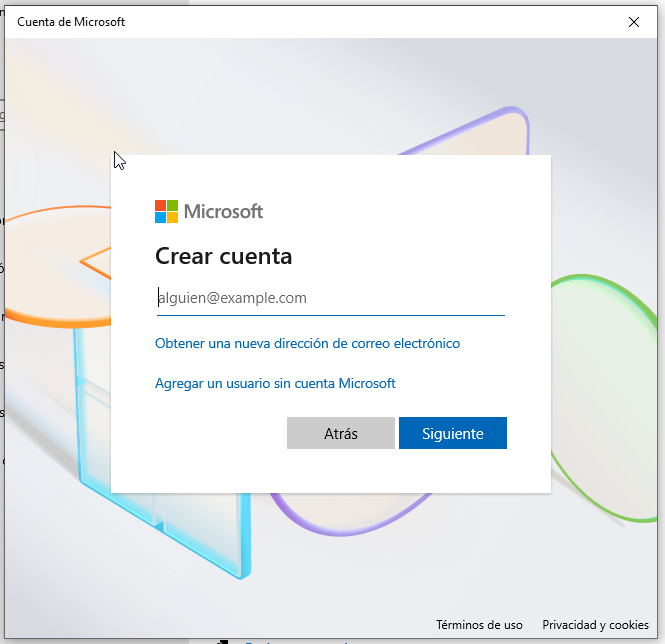 Cuenta de Microsoft
Microsoft
Crear cuenta
alguien@example.com
Obtener una nueva dirección de correo electrónico
Agregar un usuario sin cuenta Microsoft
Atrás
Siguiente
Términos de uso
Privacidad y cookies